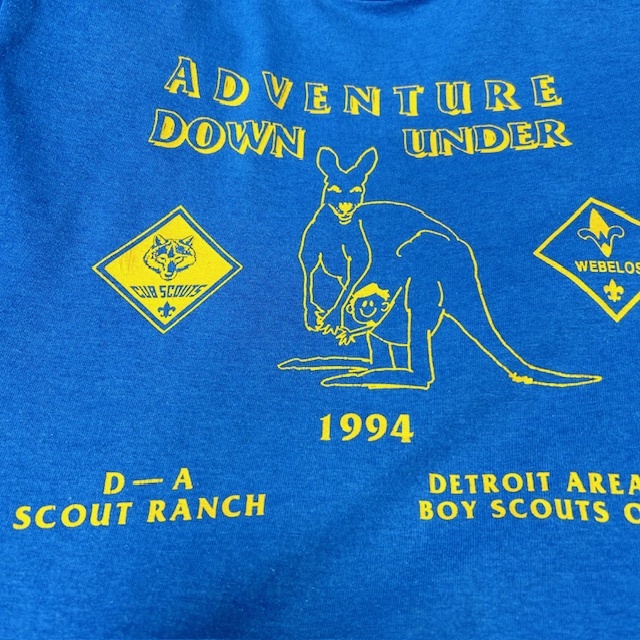 ADVENTURE
DOWN UNDER
CUB SCOUTS
WEBELOS
1994
D—A
SCOUT RANCH
DETROIT AREA
BOY SCOUTS